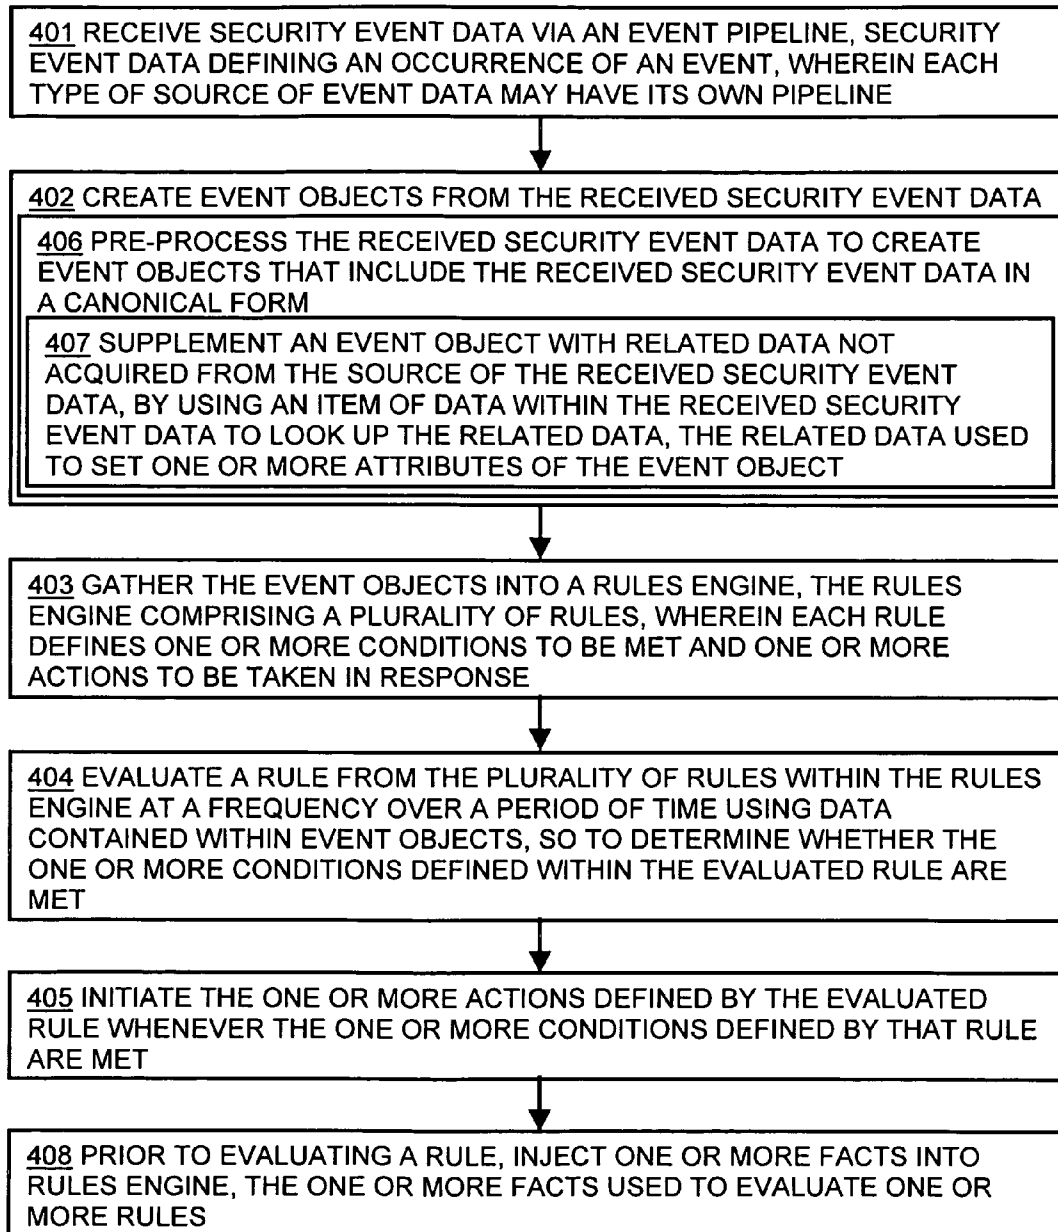 401 RECEIVE SECURITY EVENT DATA VIA AN EVENT PIPELINE, SECURITY
EVENT DATA DEFINING AN OCCURRENCE OF AN EVENT, WHEREIN EACH
TYPE OF SOURCE OF EVENT DATA MAY HAVE ITS OWN PIPELINE
402 CREATE EVENT OBJECTS FROM THE RECEIVED SECURITY EVENT DATA
406 PRE-PROCESS THE RECEIVED SECURITY EVENT DATA TO CREATE
EVENT OBJECTS THAT INCLUDE THE RECEIVED SECURITY EVENT DATA IN
A CANONICAL FORM
407 SUPPLEMENT AN EVENT OBJECT WITH RELATED DATA NOT
ACQUIRED FROM THE SOURCE OF THE RECEIVED SECURITY EVENT
DATA, BY USING AN ITEM OF DATA WITHIN THE RECEIVED SECURITY
EVENT DATA TO LOOK UP THE RELATED DATA, THE RELATED DATA USED
TO SET ONE OR MORE ATTRIBUTES OF THE EVENT OBJECT
403 GATHER THE EVENT OBJECTS INTO A RULES ENGINE, THE RULES
ENGINE COMPRISING A PLURALITY OF RULES, WHEREIN EACH RULE
DEFINES ONE OR MORE CONDITIONS TO BE MET AND ONE OR MORE
ACTIONS TO BE TAKEN IN RESPONSE
404 EVALUATE A RULE FROM THE PLURALITY OF RULES WITHIN THE RULES
ENGINE AT A FREQUENCY OVER A PERIOD OF TIME USING DATA
CONTAINED WITHIN EVENT OBJECTS, SO TO DETERMINE WHETHER THE
ONE OR MORE CONDITIONS DEFINED WITHIN THE EVALUATED RULE ARE
MET
405 INITIATE THE ONE OR MORE ACTIONS DEFINED BY THE EVALUATED
RULE WHENEVER THE ONE OR MORE CONDITIONS DEFINED BY THAT RULE
ARE MET
408 PRIOR TO EVALUATING A RULE, INJECT ONE OR MORE FACTS INTO
RULES ENGINE, THE ONE OR MORE FACTS USED TO EVALUATE ONE OR
MORE RULES